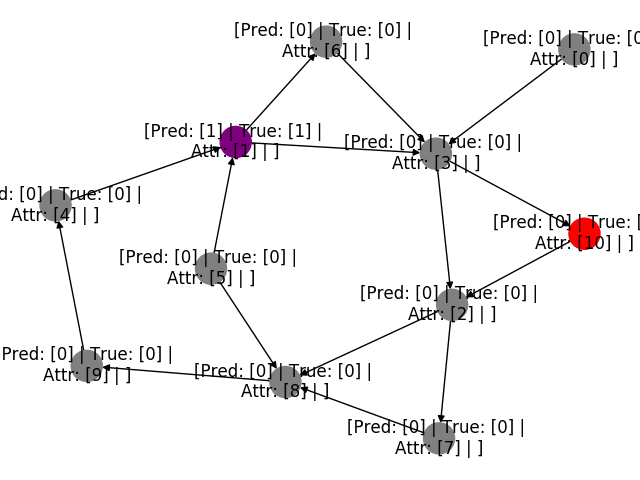 [Pred: [0] | True: [0] |
Attr: [6] | ]
[Pred: [0] | True: [0
Attr: [0] | ]
[Pred: [1] | True: [1] |
Attr: [1] | ]
[Pred: [0] | True: [0] |
Attr: [3] | ]
d: [0] | True: [0] |
Attr: [4] | ]
[Pred: [0] | True: [
Attr: [10] | ]
[Pred: [0] | True: [0] |
Attr: [5] | ]
[Pred: [0] | True: [0] |
Attr: [2] | ]
Pred: [0] | True: [0] |
Attr: [9] | ]
[Pred: [0] | True: [0] |
Attr: [8] | ]
[Pred: [0] | True: [0] |
Attr: [7] | ]